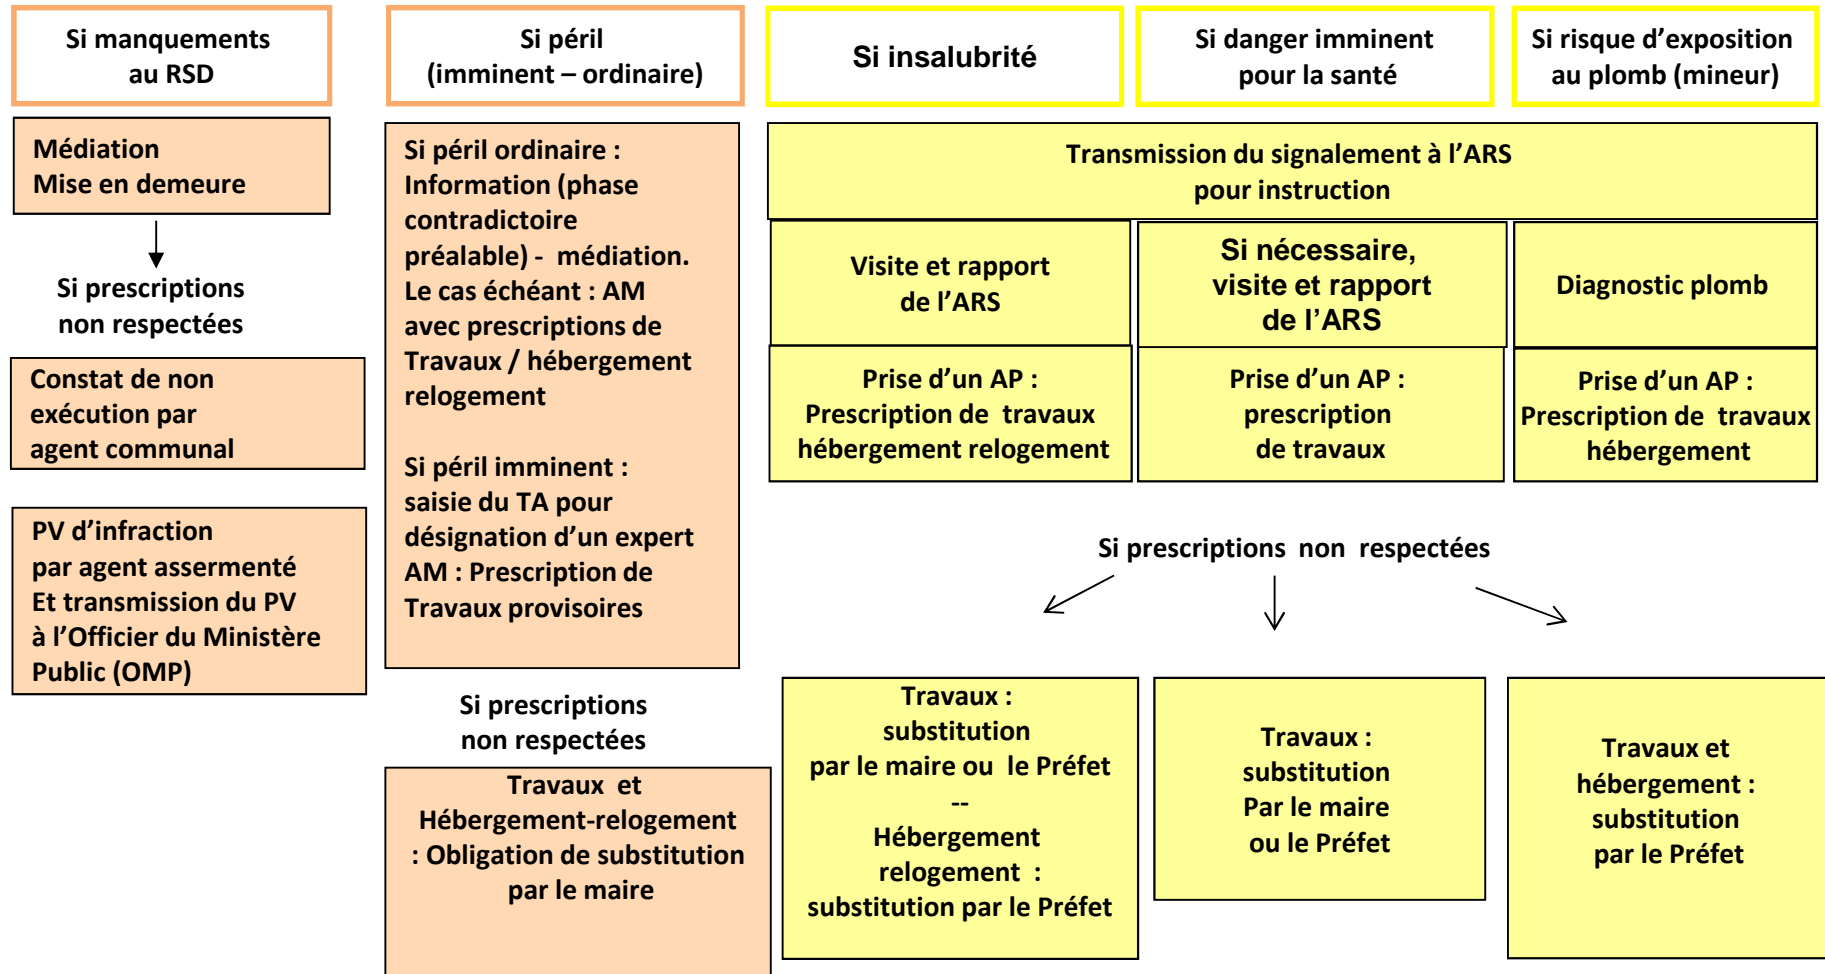 Si manquements
au RSD
Médiation
Mise en demeure
Si prescriptions
non respectées
Constat de non
exécution par
agent communal
PV d’infraction
par agent assermenté
Et transmission du PV
à l’Officier du Ministère
Public (OMP)
Si péril
(imminent – ordinaire)
Si péril ordinaire :
Information (phase
contradictoire
préalable) - médiation.
Le cas échéant : AM
avec prescriptions de
Travaux / hébergement
relogement
Si péril imminent :
saisie du TA pour
désignation d’un expert
AM : Prescription de
Travaux provisoires
Si prescriptions
non respectées
Travaux et
Hébergement-relogement
: Obligation de substitution
par le maire
Si insalubrité
Si danger imminent
pour la santé
Si risque d’exposition
au plomb (mineur)
Transmission du signalement à l’ARS
pour instruction
Visite et rapport
de l’ARS
Si nécessaire,
visite et rapport
de l’ARS
Diagnostic plomb
Prise d’un AP :
Prescription de travaux
hébergement relogement
Prise d’un AP :
prescription
de travaux
Prise d’un AP :
Prescription de travaux
hébergement
Si prescriptions non respectées
Travaux :
substitution
par le maire ou le Préfet
--
Hébergement
relogement :
substitution par le Préfet
Travaux :
substitution
Par le maire
ou le Préfet
Travaux et
hébergement :
substitution
par le Préfet